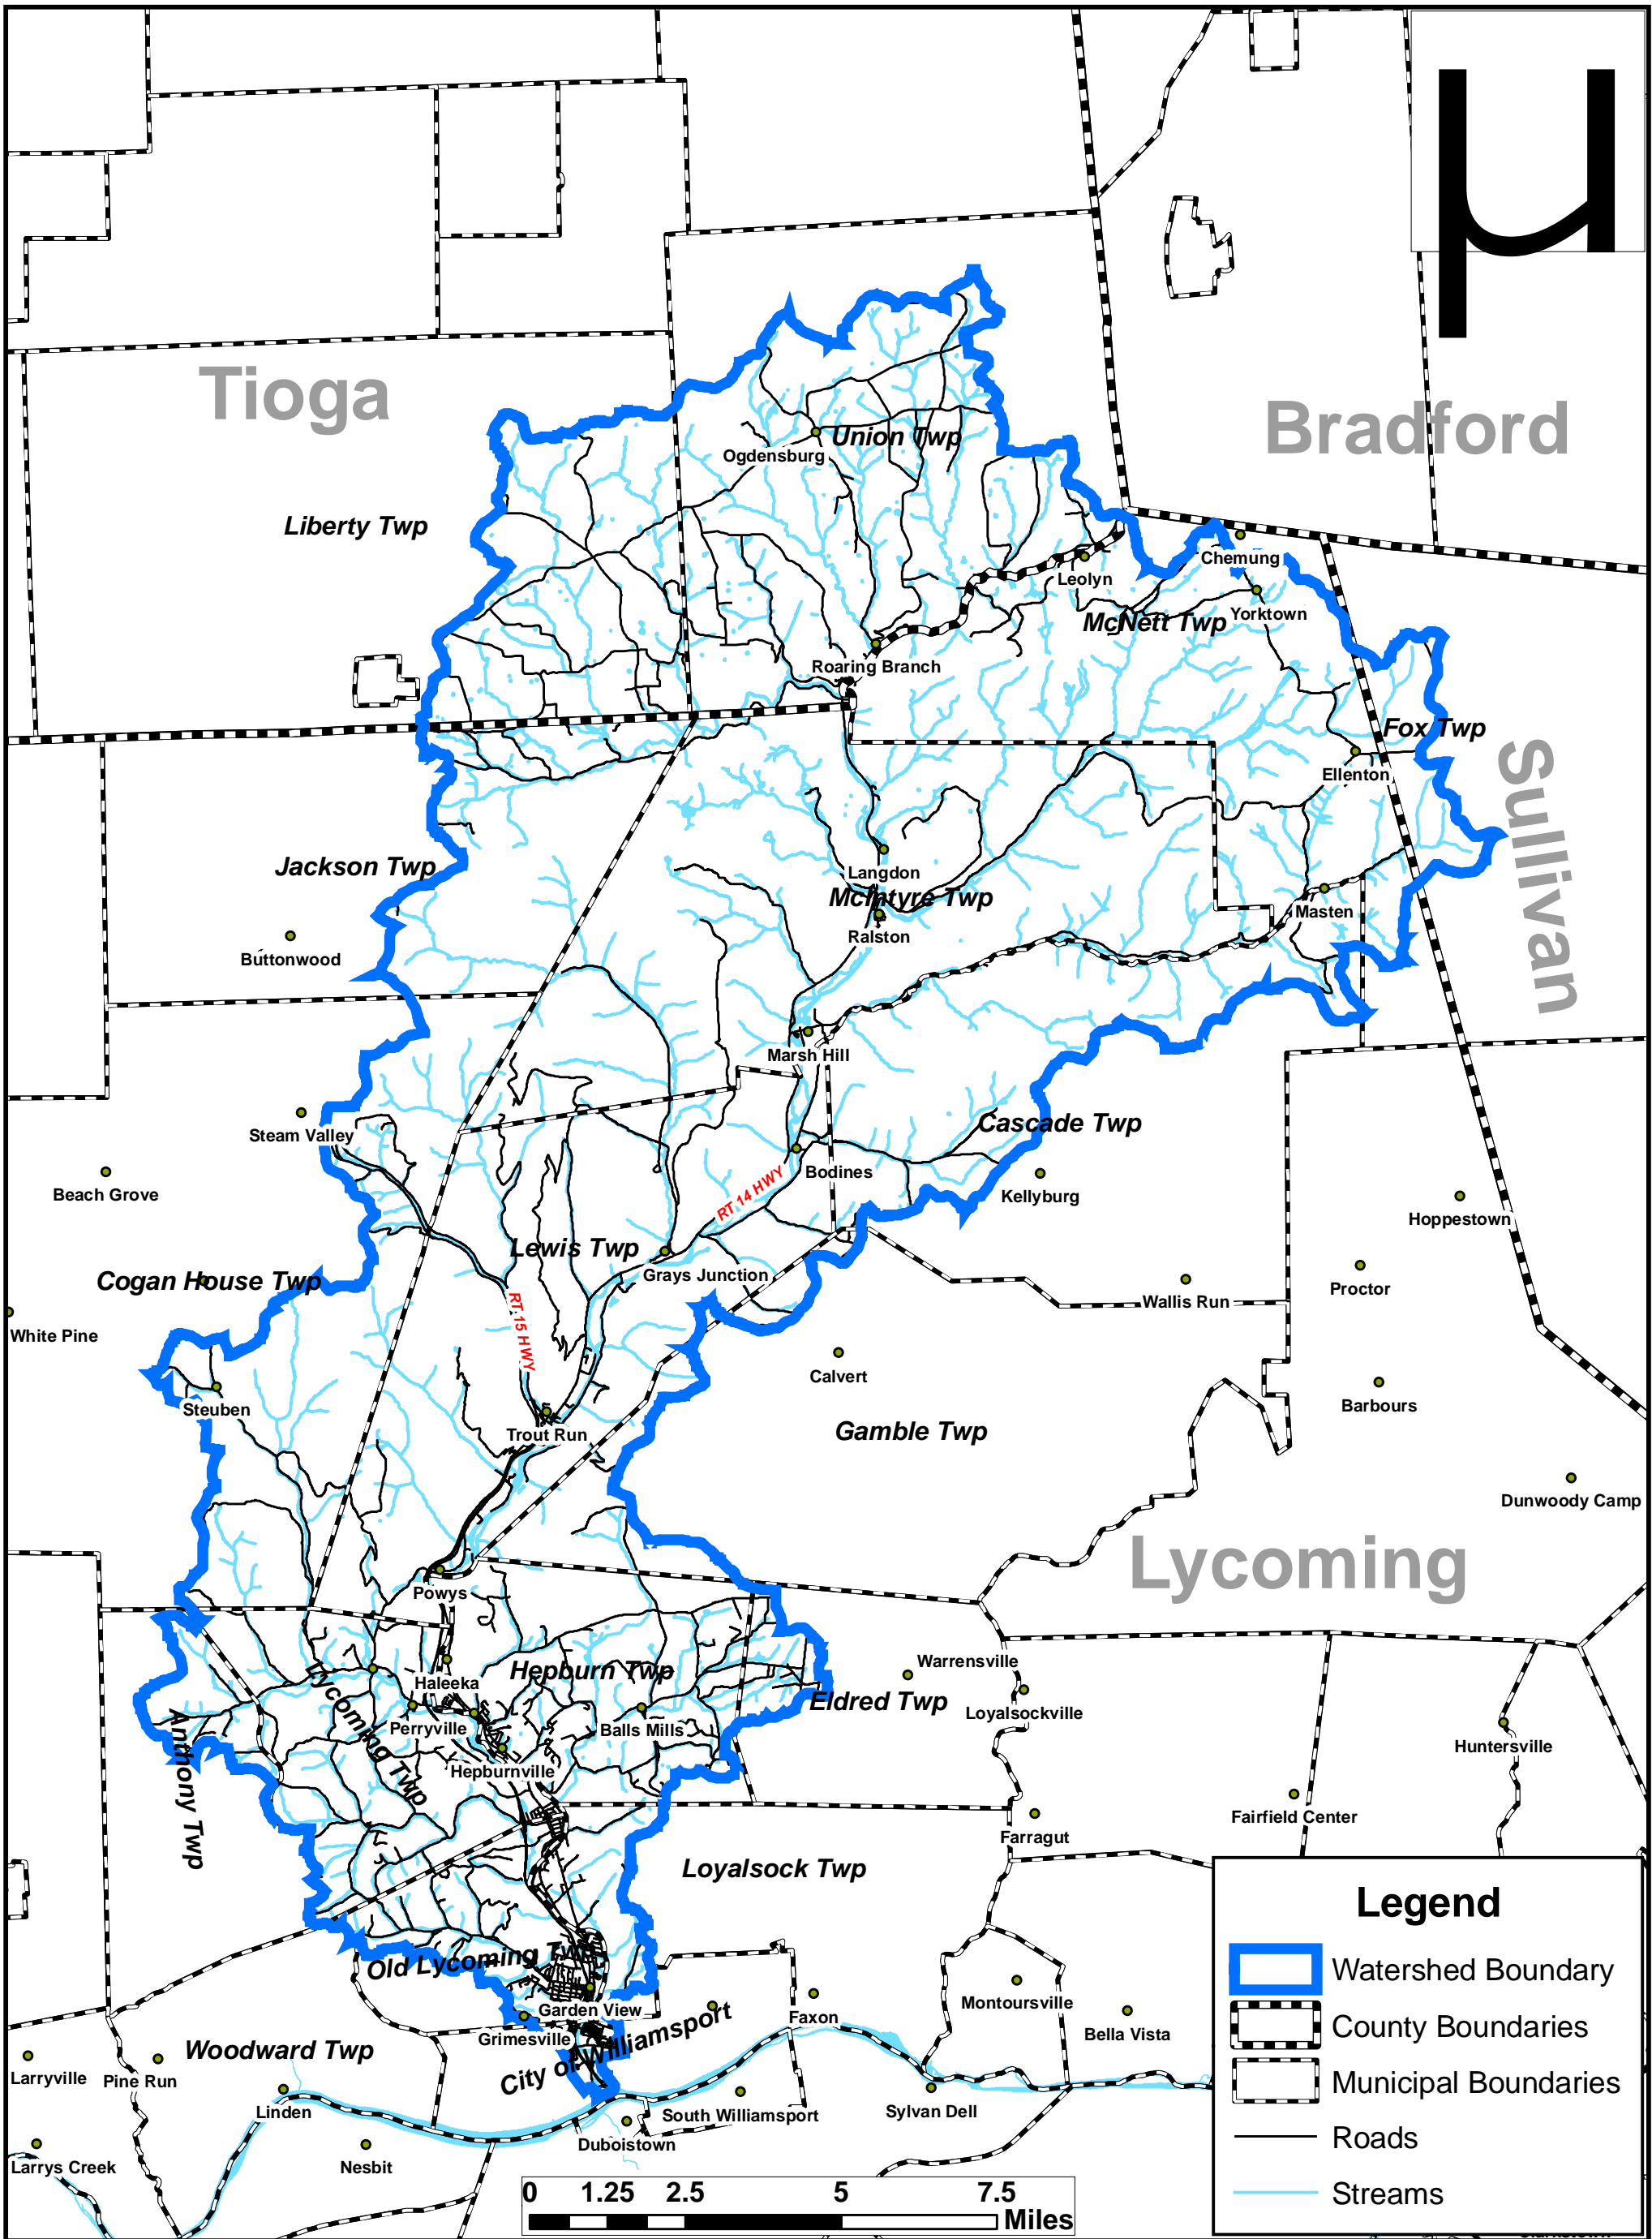 µ
Tioga
Bradford
Union Twp
Ogdensburg
Liberty Twp
Chemung
Leolyn
Yorktown
McNett Twp
Roaring Branch
Fox Twp
Ellenton
Sullivan
Jackson Twp
Langdon
McIntyre Twp
Masten
Ralston
Buttonwood
Marsh Hill
Steam Valley
Cascade Twp
Beach Grove
Bodines
Kellyburg
RT 14 HWY
Hoppestown
Lewis Twp
Grays Junction
Cogan House Twp
Proctor
Wallis Run
RT 15 HWY
White Pine
Calvert
Steuben
Barbours
Trout Run
Gamble Twp
Dunwoody Camp
Lycoming
Powys
Warrensville
Hepburn Twp
Haleeka
Lycoming Twp
Eldred Twp
Loyalsockville
Perryville
Balls Mills
Anthony Twp
Huntersville
Hepburnville
Fairfield Center
Farragut
Loyalsock Twp
Old Lycoming Twp
Garden View
Montoursville
Faxon
Grimesville
Bella Vista
City of Williamsport
Woodward Twp
Larryville
Pine Run
Linden
South Williamsport
Sylvan Dell
Duboistown
Larrys Creek
Nesbit
Legend
Watershed Boundary
County Boundaries
Municipal Boundaries
Roads
Streams
0 1.25 2.5 5 7.5
Miles